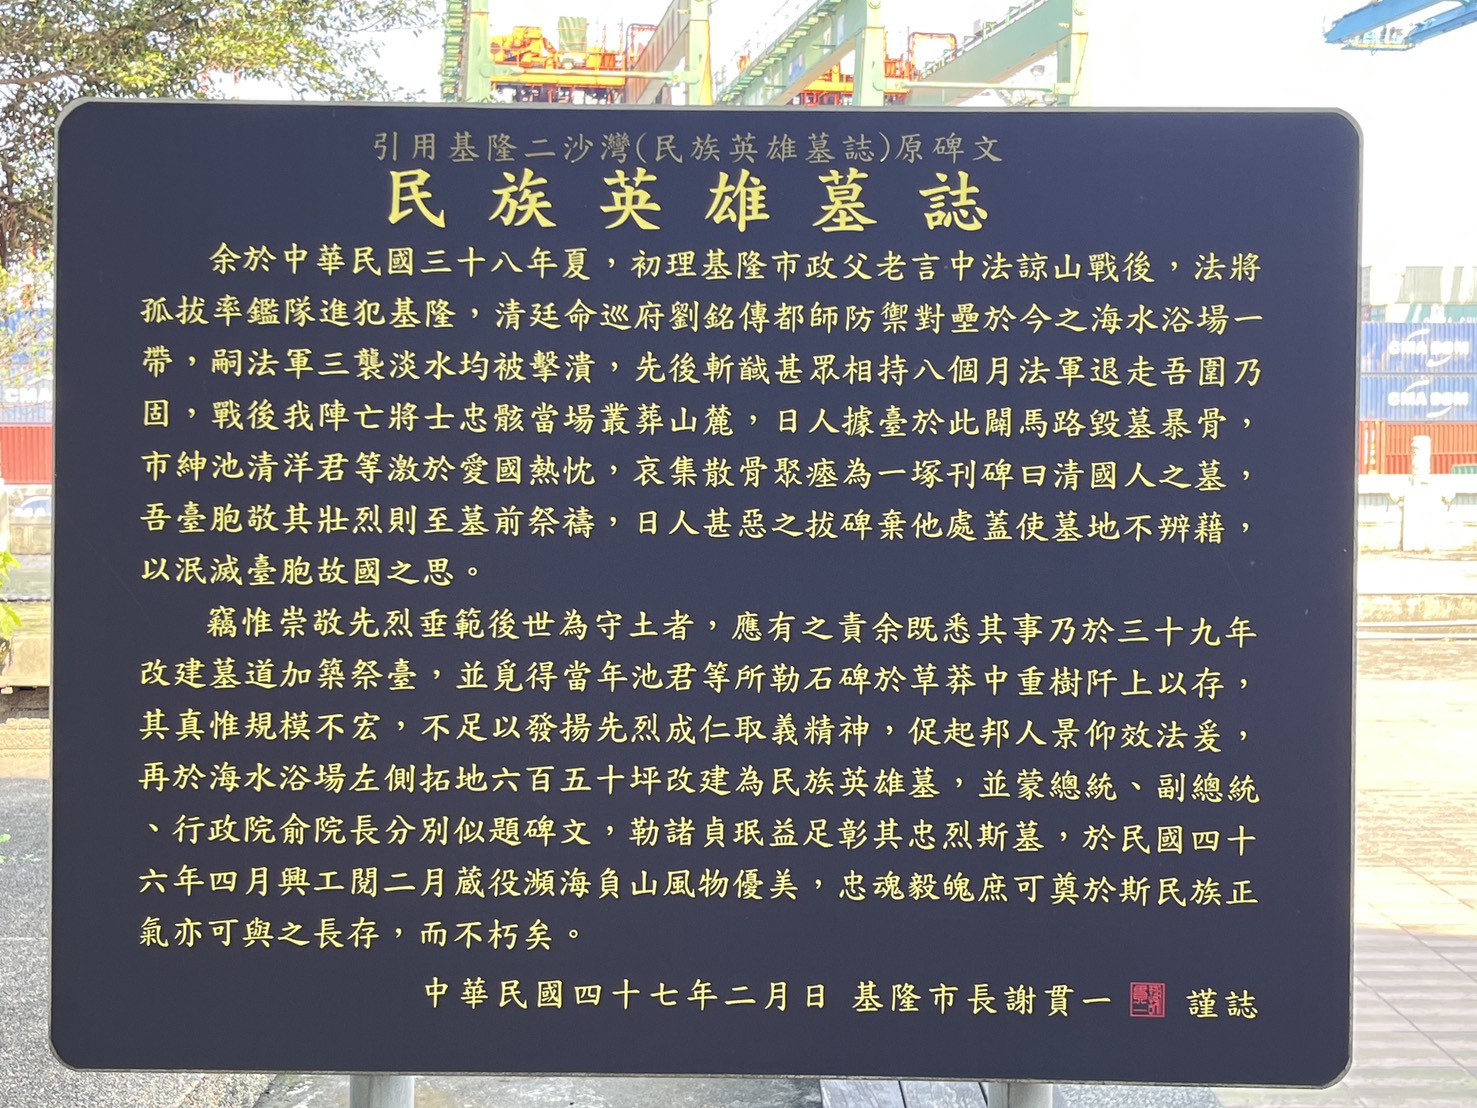 引用基隆二沙灣(民族英雄墓誌)原碑文
民族英雄墓誌
余於中華民國三十八年夏，初理基隆市政父老言中法諒山戰後，法將
孤拔率鑑隊進犯基隆，清廷命巡府劉銘傳都師防禦對壘於今之海水浴場一
帶，嗣法軍三襲淡水均被擊潰，先後斬馘甚眾相持八個月法軍退走吾圉乃
固，戰後我陣亡將士忠骸當場叢葬山麓，日人據臺於此闢馬路毀墓暴骨，
市紳池清洋君等激於愛國熱忱，哀集散骨聚瘞為一塚刊碑曰清國人之墓，
吾臺胞敬其壯烈則至墓前祭禱，日人甚惡之拔碑棄他處蓋使墓地不辨藉，
以泯滅臺胞故國之思。
竊惟崇敬先烈垂範後世為守土者，應有之責余既悉其事乃於三十九年
改建墓道加築祭臺，並覓得當年池君等所勒石碑於草莽中重樹阡上以存，
其真惟規模不宏，不足以發揚先烈成仁取義精神，促起邦人景仰效法爰，
再於海水浴場左側拓地六百五十坪改建為民族英雄墓，並蒙總統、副總統
、行政院俞院長分別似題碑文，勒諸貞珉益足彰其忠烈斯墓，於民國四十
六年四月興工閱二月蕆役瀕海負山風物優美，忠魂毅魄庶可奠於斯民族正
氣亦可與之長存，而不朽矣。
中華民國四十七年二月日 基隆市長謝貫一 謹誌
CMA CGM
CMA CGM
CMA